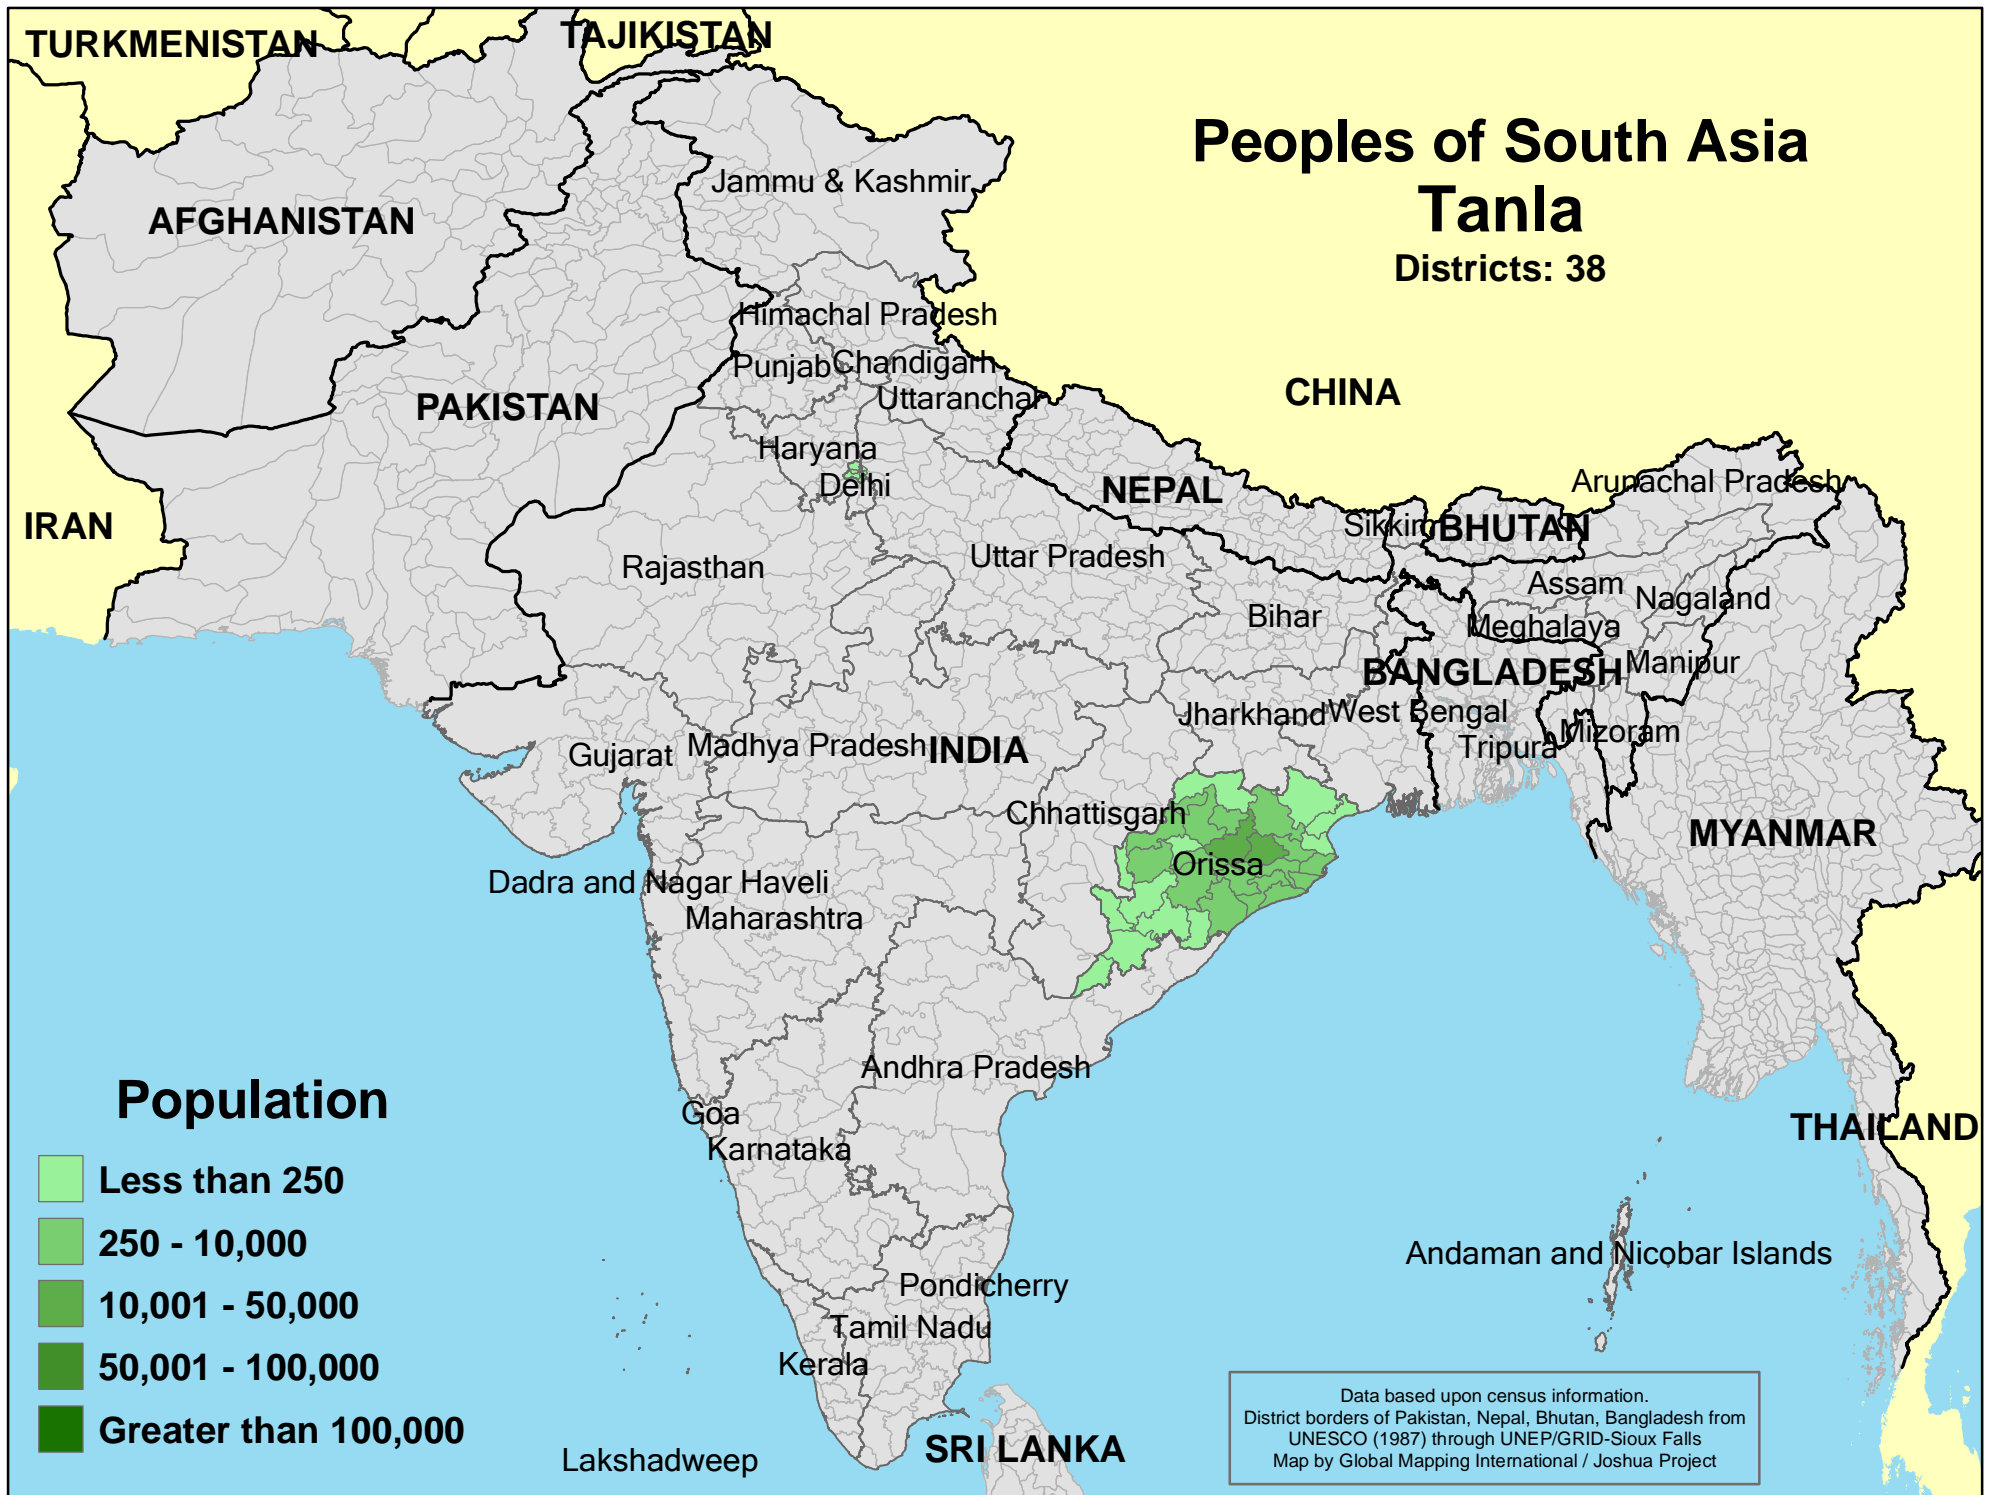 TURKMENISTAN
TAJIKISTAN
Peoples of South Asia
Tanla
Districts: 38
Jammu & Kashmir
AFGHANISTAN
Himachal Pradesh
Punjab
Chandigarh
Uttaranchal
CHINA
PAKISTAN
Haryana
Delhi
NEPAL
Arunachal Pradesh
IRAN
Sikkim
BHUTAN
Rajasthan
Uttar Pradesh
Assam
Nagaland
Bihar
Meghalaya
BANGLADESH
Manipur
Jharkhand
West Bengal
Gujarat
Madhya Pradesh
INDIA
Tripura
Mizoram
Chhattisgarh
MYANMAR
Orissa
Dadra and Nagar Haveli
Maharashtra
Andhra Pradesh
Goa
Karnataka
THAILAND
Andaman and Nicobar Islands
Pondicherry
Tamil Nadu
Kerala
Lakshadweep
SRI LANKA
Population
Less than 250
250 - 10,000
10,001 - 50,000
50,001 - 100,000
Greater than 100,000
Data based upon census information.
District borders of Pakistan, Nepal, Bhutan, Bangladesh from
UNESCO (1987) through UNEP/GRID-Sioux Falls
Map by Global Mapping International / Joshua Project